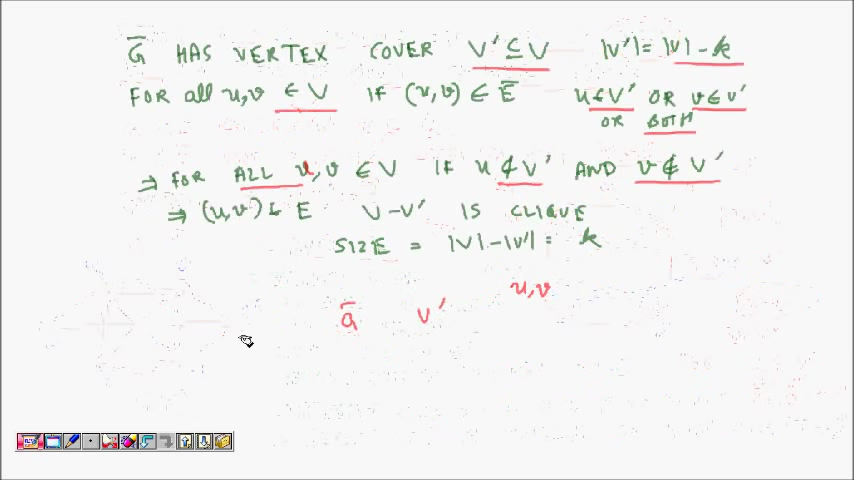 G̅ HAS VERTEX COVER V' ⊆ V |V'| = |V| - k
FOR all u,v ∈ V IF (u,v) ∈ E̅ u ∈ V' OR v ∈ V'
OR BOTH
⇒ FOR ALL u,v ∈ V IF u ∉ V' AND v ∉ V'
⇒ (u,v) ∈ E V - V' IS CLIQUE
SIZE = |V| - |V'| = k
u,v
G̅ V'